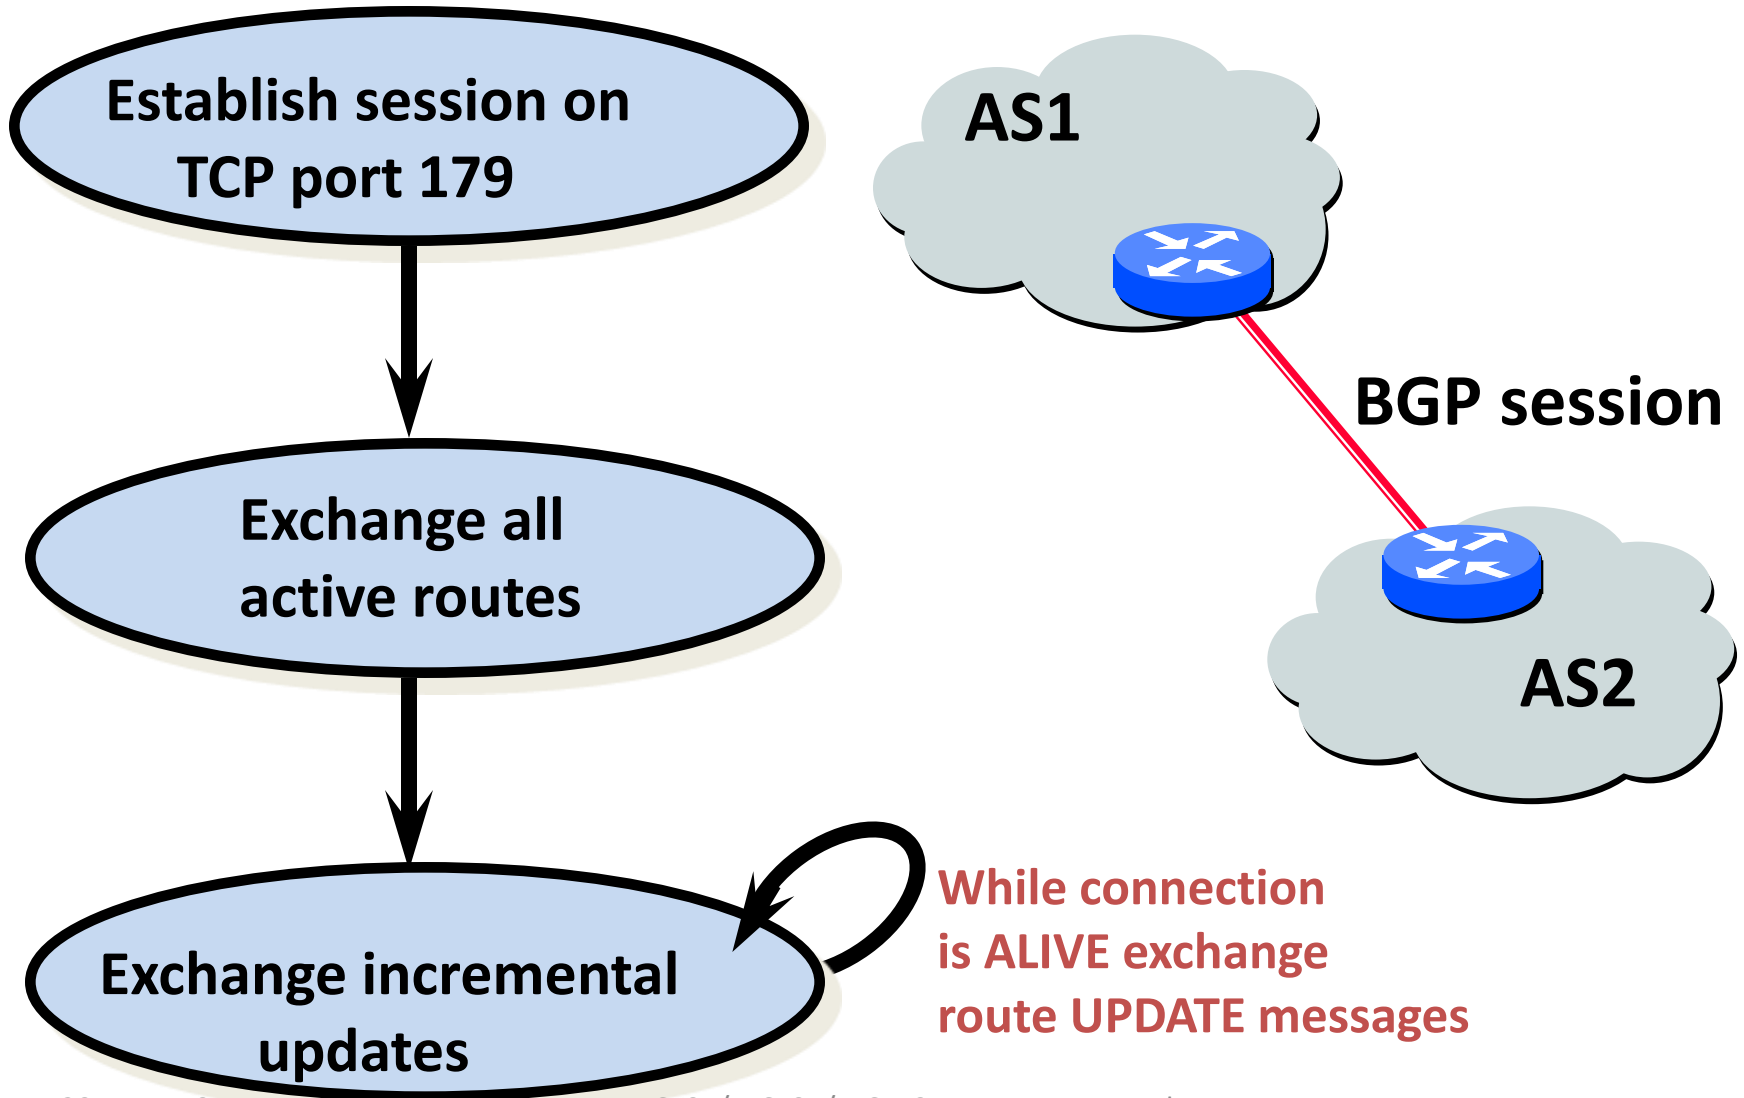 Establish session on
TCP port 179
AS1
BGP session
Exchange all
active routes
AS2
While connection
is ALIVE exchange
route UPDATE messages
Exchange incremental
updates